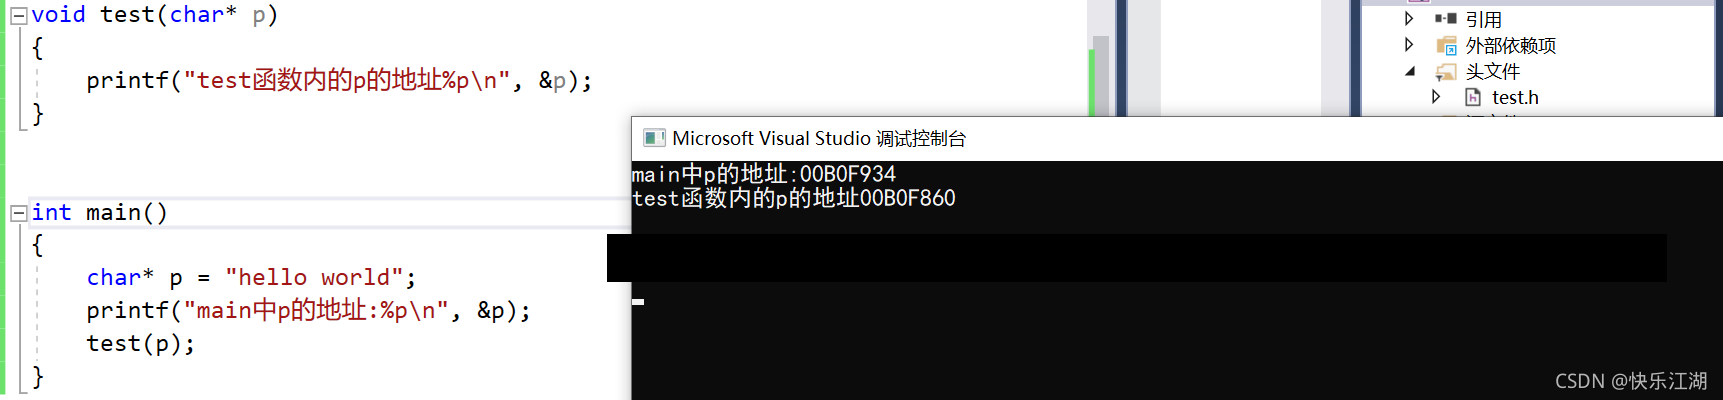 void test(char* p)
{
printf("test函数内的p的地址%p\n", &p);
}
int main()
{
char* p = "hello world";
printf("main中p的地址:%p\n", &p);
test(p);
}
引用
外部依赖项
头文件
test.h
Microsoft Visual Studio 调试控制台
main中p的地址:00B0F934
test函数内的p的地址00B0F860
CSDN @快乐江湖